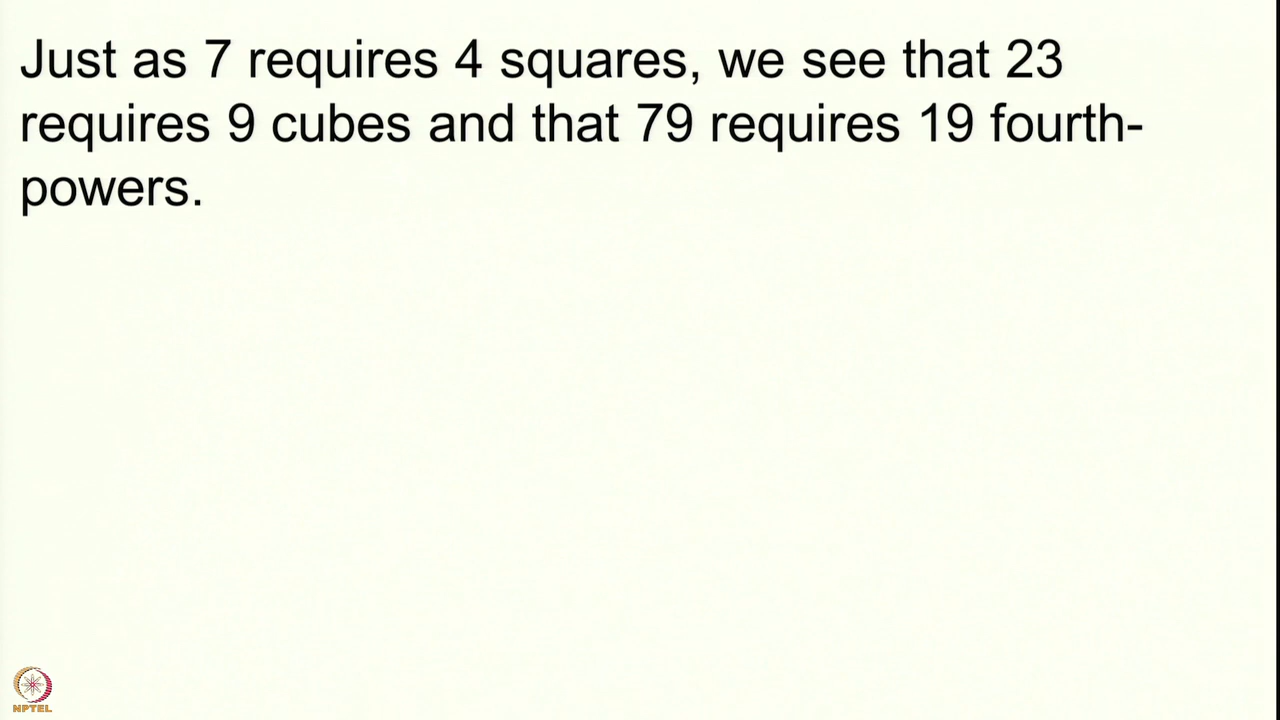 Just as 7 requires 4 squares, we see that 23
requires 9 cubes and that 79 requires 19 fourth-
powers.
NPTEL